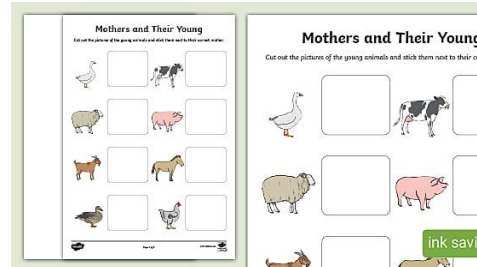 Mothers and Their Young
Cut out the pictures of the young animals and stick them next to their correct mother.
Mothers and Their Young
Cut out the pictures of the young animals and stick them next to their c
ink savi